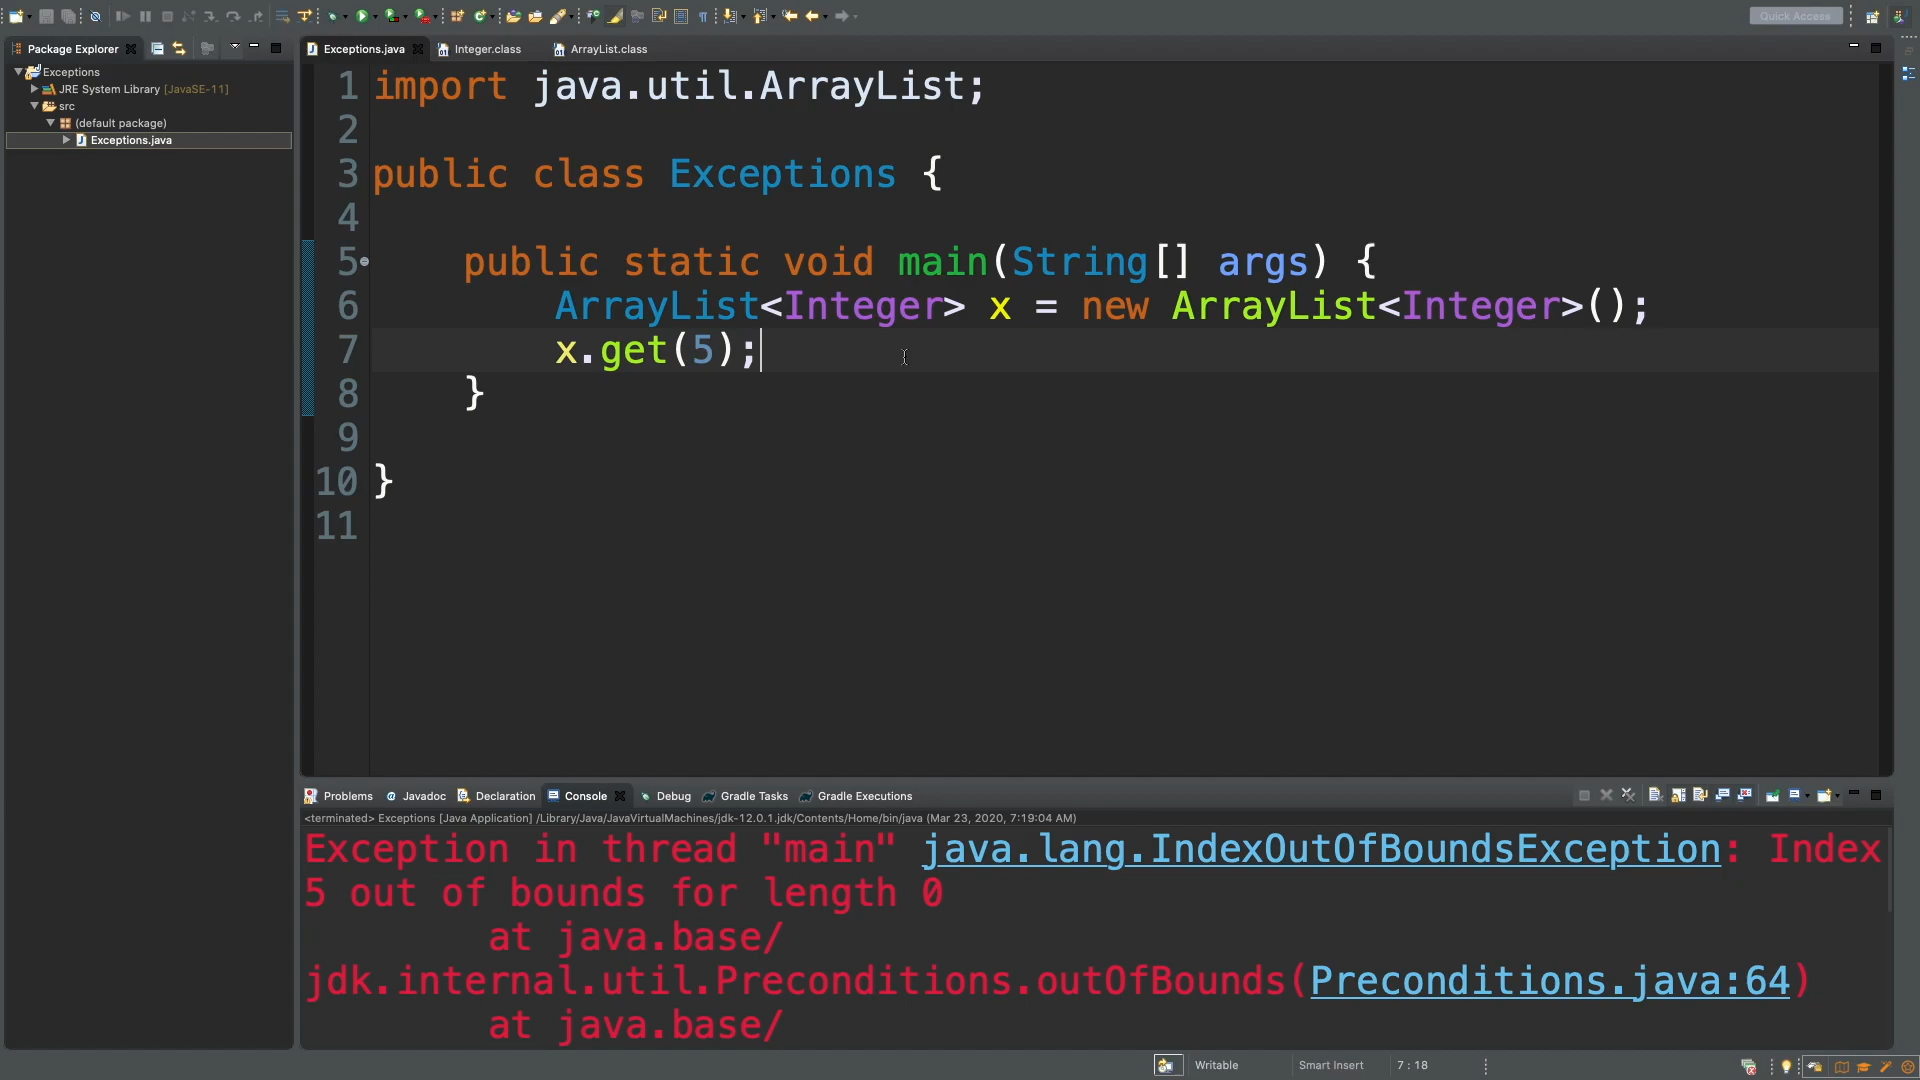 Quick Access
Package Explorer
Exceptions
JRE System Library [JavaSE-11]
src
(default package)
Exceptions.java
Exceptions.java
Integer.class
ArrayList.class
1 import java.util.ArrayList;
2
3 public class Exceptions {
4
5 public static void main(String[] args) {
6 ArrayList<Integer> x = new ArrayList<Integer>();
7 x.get(5);
8 }
9
10 }
11
Problems
Javadoc
Declaration
Console
Debug
Gradle Tasks
Gradle Executions
<terminated> Exceptions [Java Application] /Library/Java/JavaVirtualMachines/jdk-12.0.1.jdk/Contents/Home/bin/java (Mar 23, 2020, 7:19:04 AM)
Exception in thread "main" java.lang.IndexOutOfBoundsException: Index
5 out of bounds for length 0
at java.base/
jdk.internal.util.Preconditions.outOfBounds(Preconditions.java:64)
at java.base/
Writable
Smart Insert
7 : 18